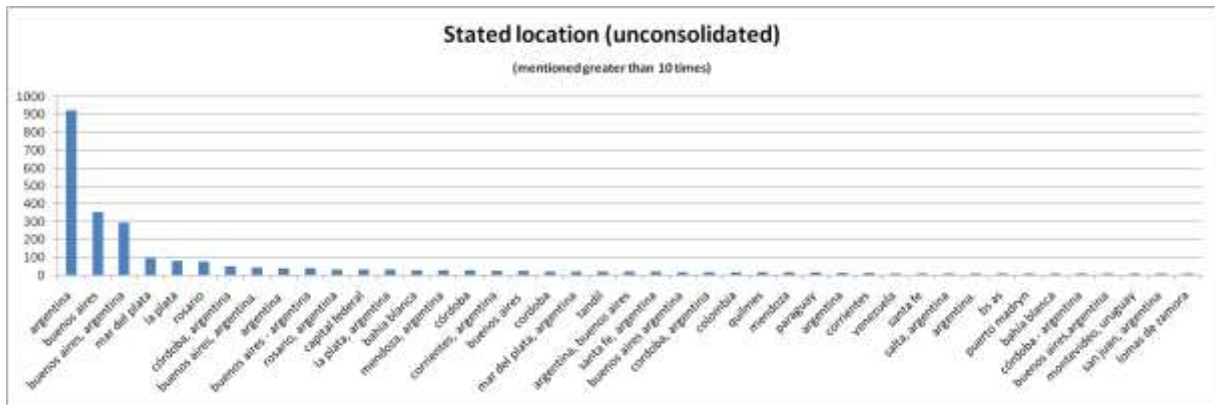 Stated location (unconsolidated)
(mentioned greater than 10 times)
1000
900
800
700
600
500
400
300
200
100
0
argentina
buenos aires
buenos aires, argentina
mar del plata
la plata
rosario
córdoba, argentina
buenos aires, argentina.
argentina
buenos aires - argentina
rosario, argentina
capital federal
la plata, argentina
bahia blanca
mendoza, argentina
córdoba
corrientes, argentina
buenos aires
cordoba
mar del plata, argentina
tandil
argentina, buenos aires
santa fe, argentina
buenos aires argentina
cordoba, argentina
colombia
quilmes
mendoza
paraguay
argentina
corrientes
venezuela
santa fe
salta, argentina
argentina.
bs as
puerto madryn
bahía blanca
córdoba - argentina
buenos aires,argentina
montevideo, uruguay
san juan, argentina
lomas de zamora